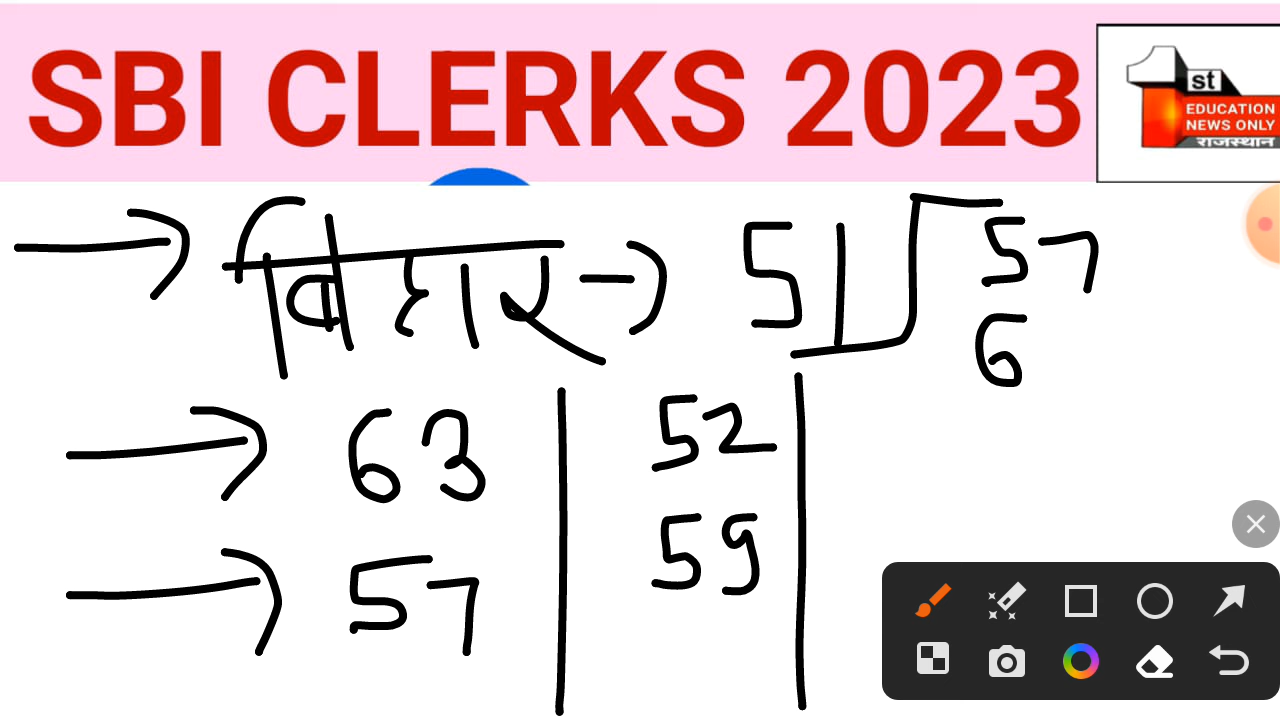 SBI CLERKS 2023
1st
EDUCATION
NEWS ONLY
राजस्थान
→ बिहार → 51 57
6
→ 63 52
→ 57 59